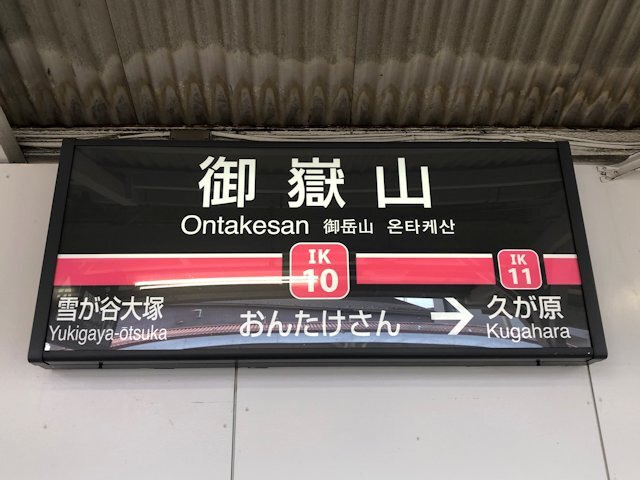 御嶽山
Ontakesan 御岳山 온타케산
IK
10
IK
11
雪が谷大塚
Yukigaya-ōtsuka
おんたけさん
→
久が原
Kugahara